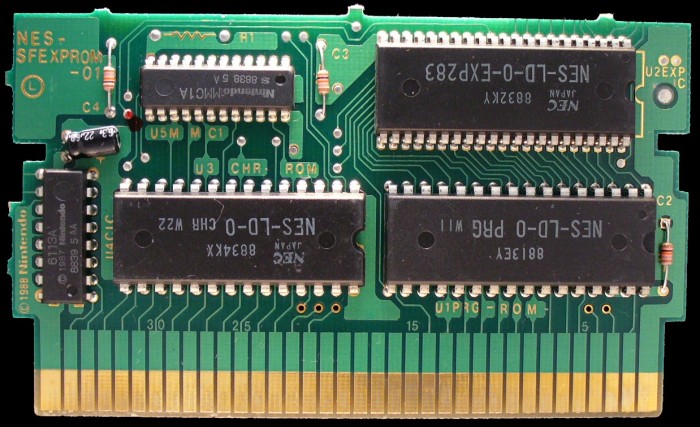 NES-
SFEXPROM
-01
L
R1
C3
Nintendo
MMC1A
S 8838 5 A
C4
U5M M C1
U3 CHR ROM
NES-LD-0-EXP283
8832KY
NEC
JAPAN
U2EXP
IC
22
6113A
© 1987 Nintendo
8839 5 AA
U4CIC
© 1988 Nintendo
NES-LD-0
CHR W22
8834KX
NEC
JAPAN
NES-LD-0 PRG
W11
8813EY
C2
U1PRG-ROM
30
25
15
5